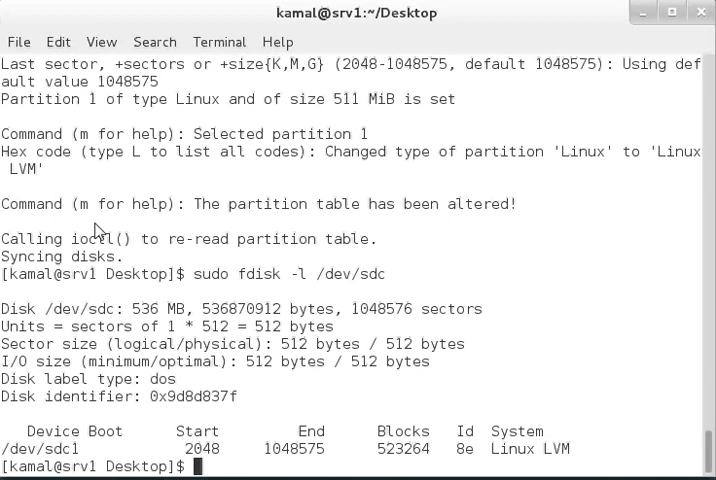 kamal@srv1:~/Desktop
File Edit View Search Terminal Help
Last sector, +sectors or +size{K,M,G} (2048-1048575, default 1048575): Using def
ault value 1048575
Partition 1 of type Linux and of size 511 MiB is set
Command (m for help): Selected partition 1
Hex code (type L to list all codes): Changed type of partition 'Linux' to 'Linux
LVM'
Command (m for help): The partition table has been altered!
Calling ioctl() to re-read partition table.
Syncing disks.
[kamal@srv1 Desktop]$ sudo fdisk -l /dev/sdc
Disk /dev/sdc: 536 MB, 536870912 bytes, 1048576 sectors
Units = sectors of 1 * 512 = 512 bytes
Sector size (logical/physical): 512 bytes / 512 bytes
I/O size (minimum/optimal): 512 bytes / 512 bytes
Disk label type: dos
Disk identifier: 0x9d8d837f
Device Boot Start End Blocks Id System
/dev/sdc1 2048 1048575 523264 8e Linux LVM
[kamal@srv1 Desktop]$